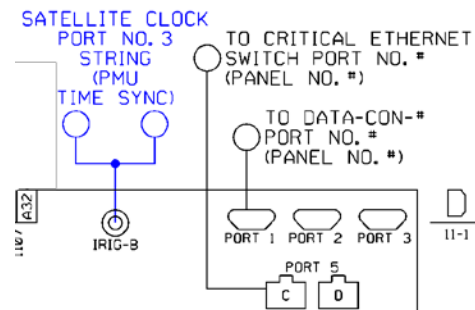 SATELLITE CLOCK
PORT NO. 3
STRING
(PMU
TIME SYNC)
TO CRITICAL ETHERNET
SWITCH PORT NO. #
(PANEL NO. #)
TO DATA-CON-#
PORT NO. #
(PANEL NO. #)
A32
IRIG-B
PORT 1
PORT 2
PORT 3
11-1
PORT 5
C
D